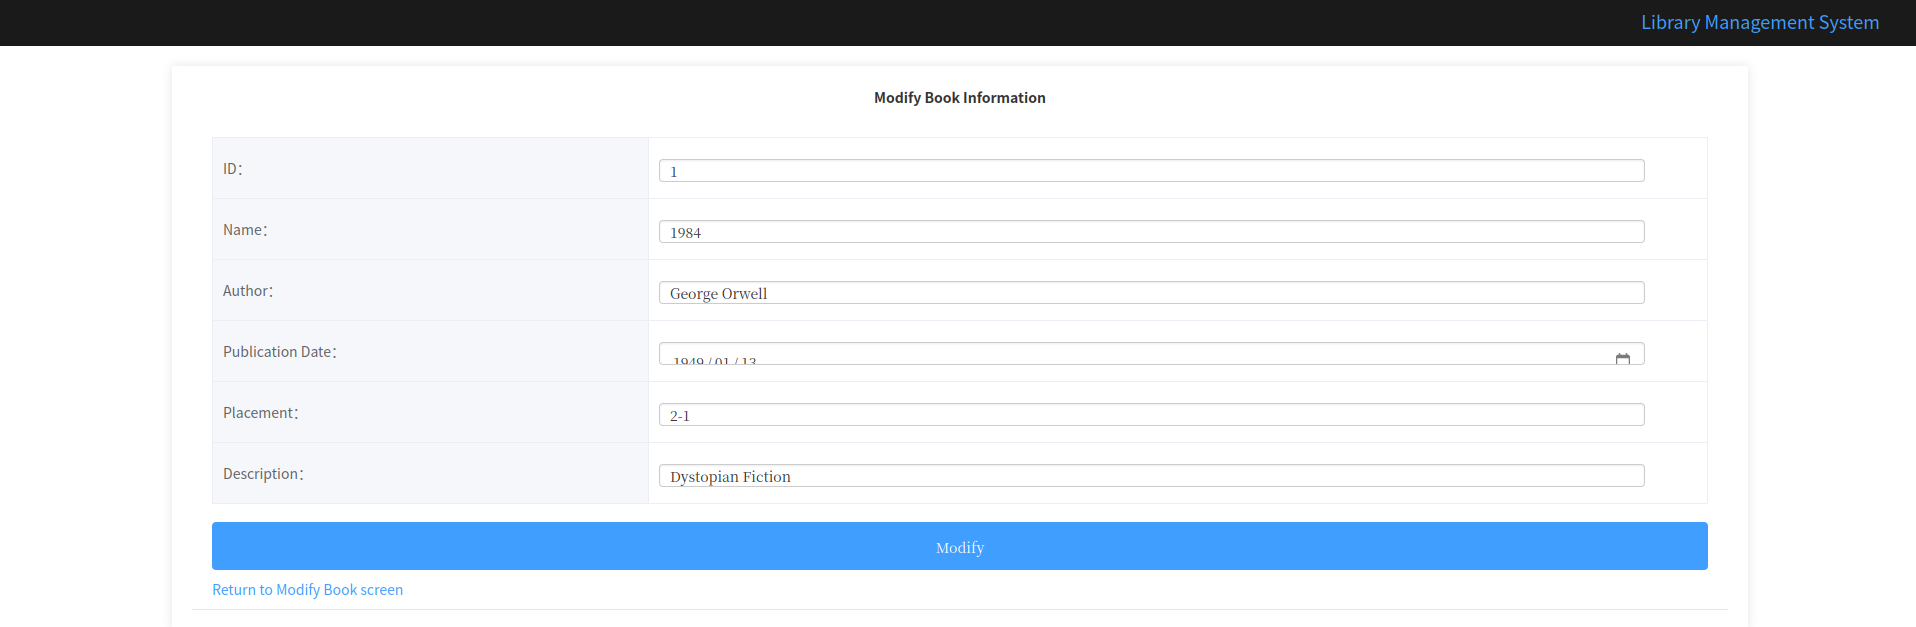 Library Management System
Modify Book Information
ID： 1
Name： 1984
Author： George Orwell
Publication Date： 1949 / 01 / 13
Placement： 2-1
Description： Dystopian Fiction
Modify
Return to Modify Book screen